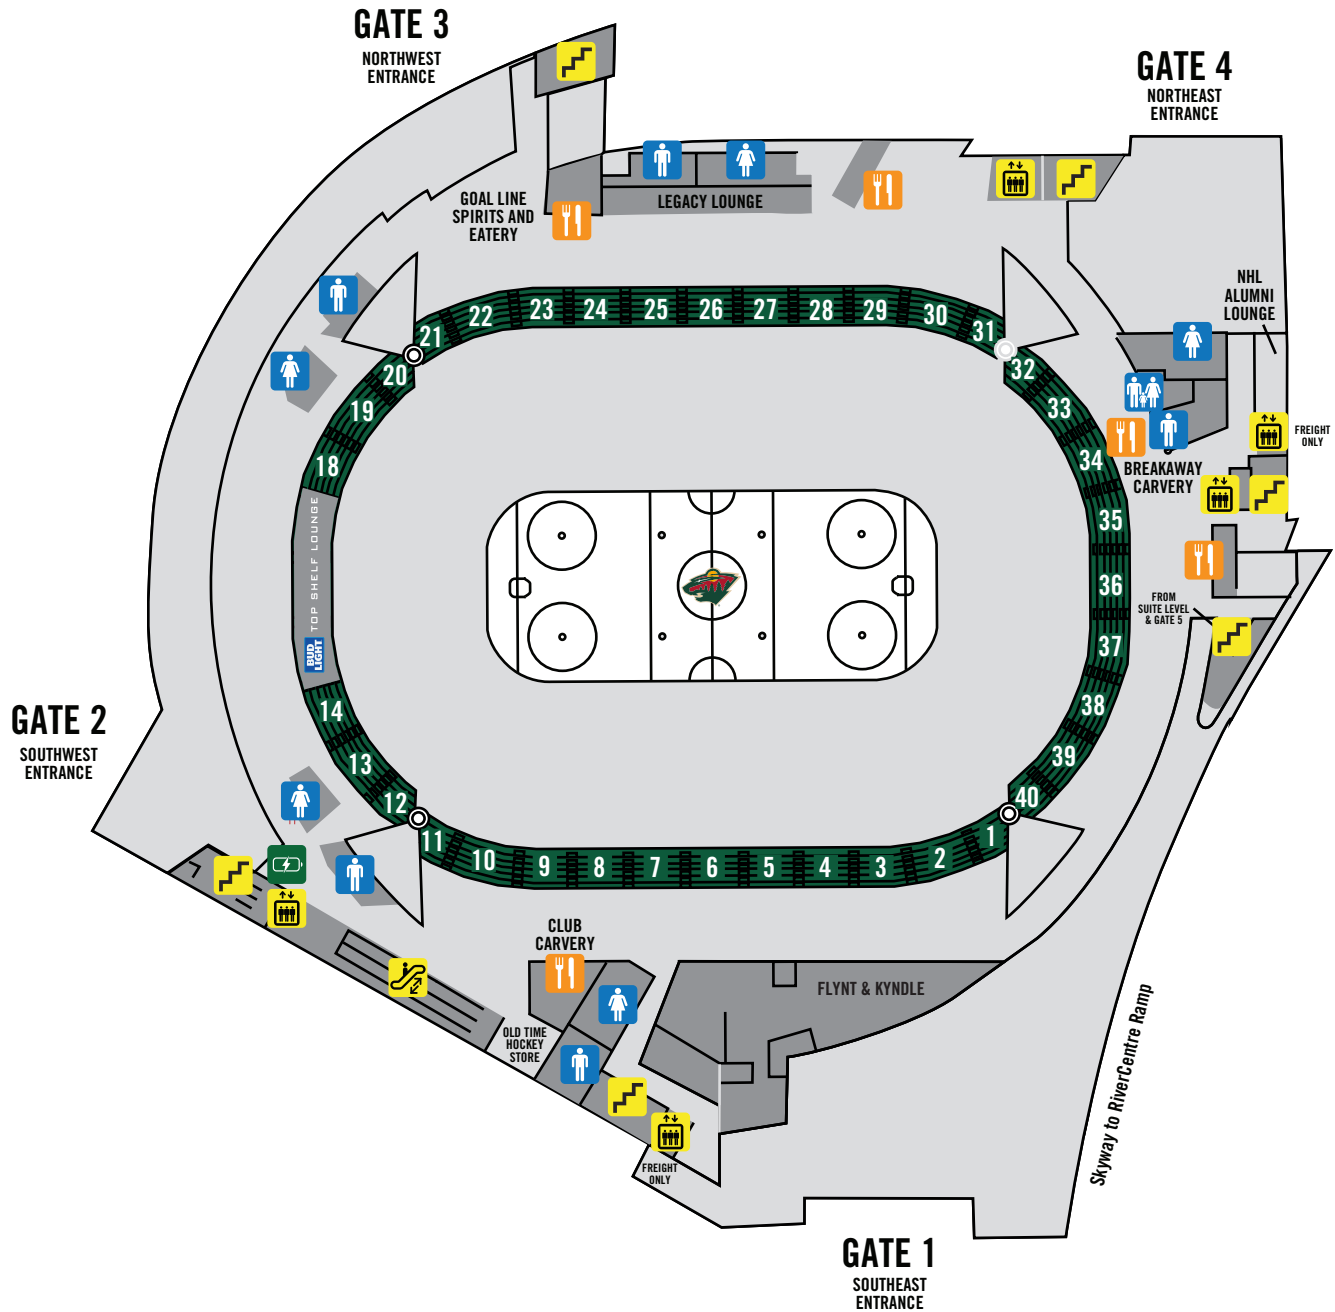 GATE 3
NORTHWEST
ENTRANCE
GATE 4
NORTHEAST
ENTRANCE
GOAL LINE
SPIRITS AND
EATERY
LEGACY LOUNGE
NHL
ALUMNI
LOUNGE
21
22
23
24
25
26
27
28
29
30
31
20
19
18
32
33
34
35
36
37
38
39
40
FREIGHT
ONLY
BREAKAWAY
CARVERY
FROM
SUITE LEVEL
& GATE 5
TOP SHELF LOUNGE
BUD
LIGHT
GATE 2
SOUTHWEST
ENTRANCE
14
13
12
11
10
9
8
7
6
5
4
3
2
1
CLUB
CARVERY
FLYNT & KYNDLE
OLD TIME
HOCKEY
STORE
FREIGHT
ONLY
Skyway to RiverCentre Ramp
GATE 1
SOUTHEAST
ENTRANCE